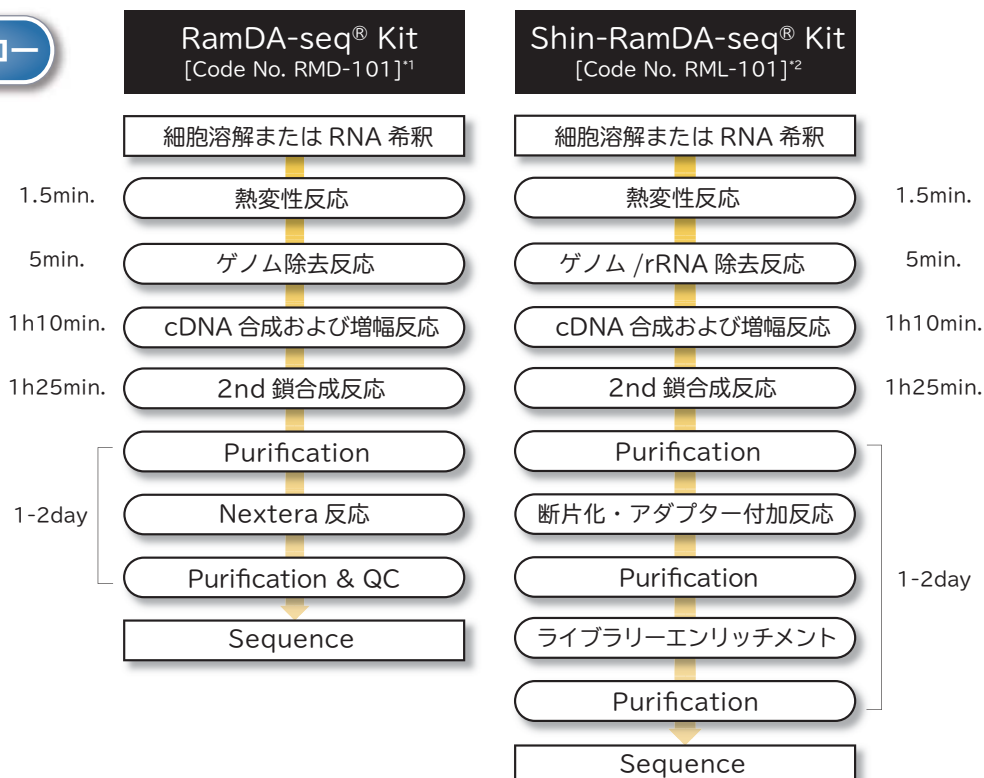 ロー
RamDA-seq® Kit
[Code No. RMD-101]*1
細胞溶解または RNA 希釈
1.5min.
熱変性反応
5min.
ゲノム除去反応
1h10min.
cDNA 合成および増幅反応
1h25min.
2nd 鎖合成反応
Purification
1-2day
Nextera 反応
Purification & QC
Sequence
Shin-RamDA-seq® Kit
[Code No. RML-101]*2
細胞溶解または RNA 希釈
熱変性反応
1.5min.
ゲノム /rRNA 除去反応
5min.
cDNA 合成および増幅反応
1h10min.
2nd 鎖合成反応
1h25min.
Purification
断片化・アダプター付加反応
Purification
1-2day
ライブラリーエンリッチメント
Purification
Sequence